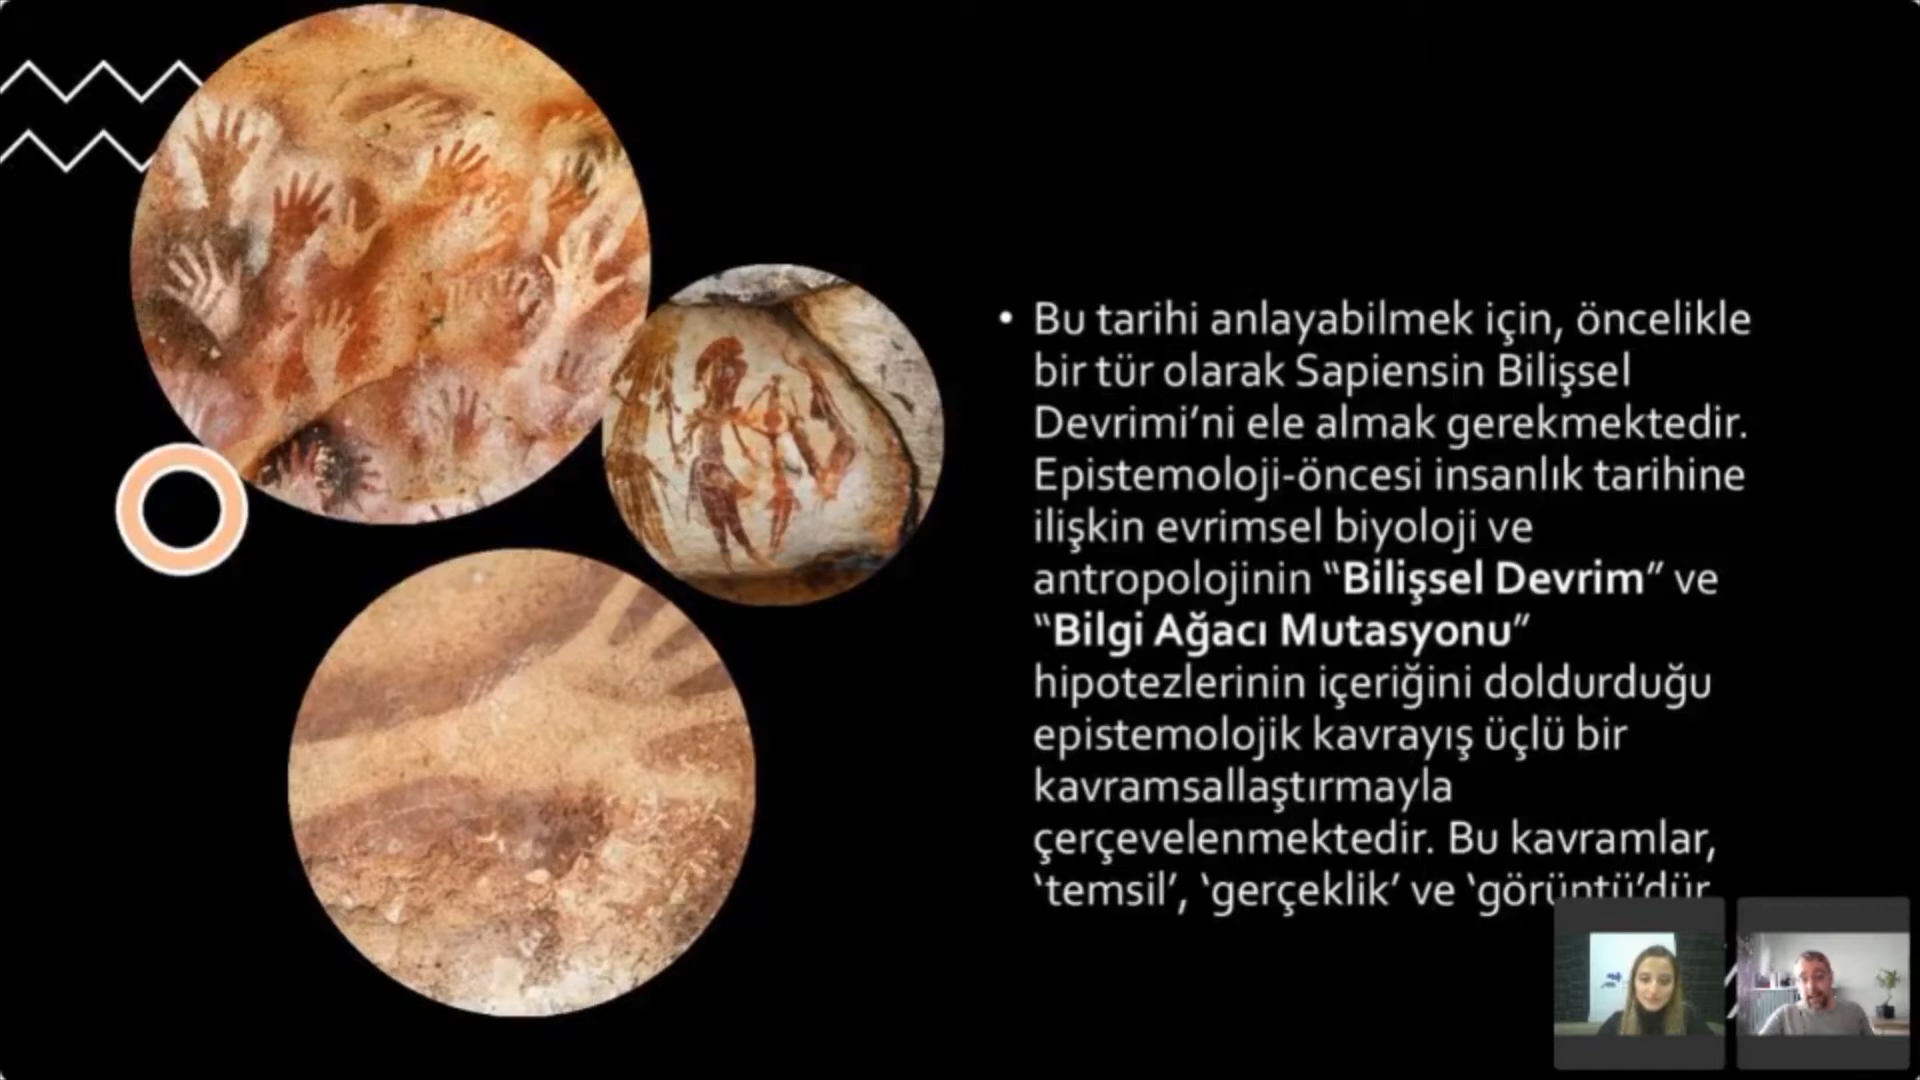 • Bu tarihi anlayabilmek için, öncelikle
bir tür olarak Sapiensin Bilişsel
Devrimi’ni ele almak gerekmektedir.
Epistemoloji-öncesi insanlık tarihine
ilişkin evrimsel biyoloji ve
antropolojinin “Bilişsel Devrim” ve
“Bilgi Ağacı Mutasyonu”
hipotezlerinin içeriğini doldurduğu
epistemolojik kavrayış üçlü bir
kavramsallaştırmayla
çerçevelenmektedir. Bu kavramlar,
‘temsil’, ‘gerçeklik’ ve ‘görüntü’dür